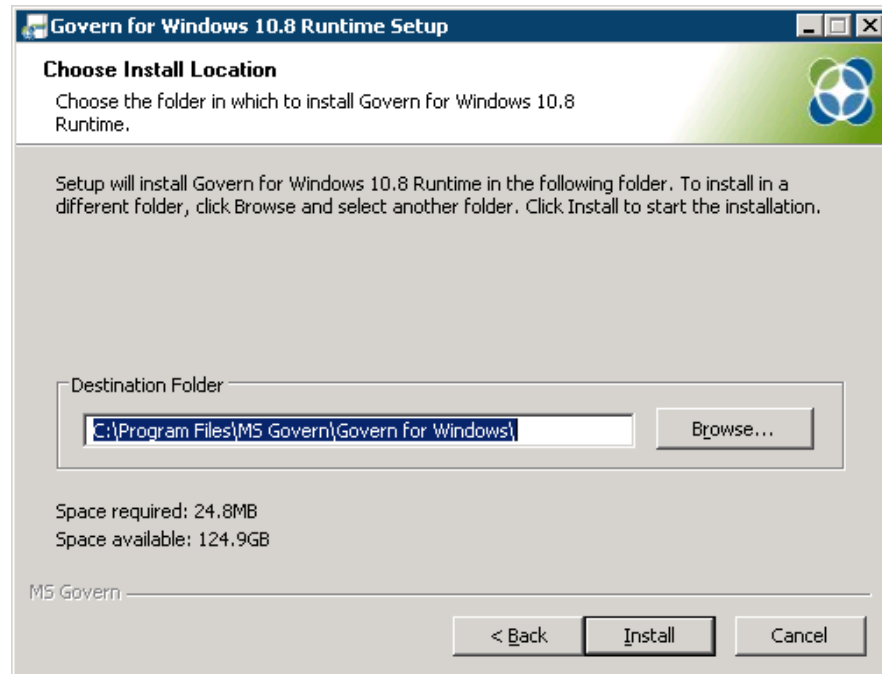 Govern for Windows 10.8 Runtime Setup
Choose Install Location
Choose the folder in which to install Govern for Windows 10.8
Runtime.
Setup will install Govern for Windows 10.8 Runtime in the following folder. To install in a
different folder, click Browse and select another folder. Click Install to start the installation.
Destination Folder
C:\Program Files\MS Govern\Govern for Windows\
Browse...
Space required: 24.8MB
Space available: 124.9GB
MS Govern
< Back
Install
Cancel